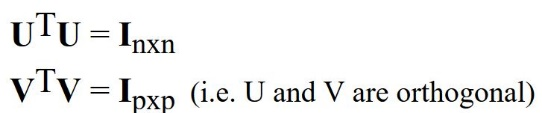 UᵀU = Iₙₓₙ
VᵀV = Iₚₓₚ (i.e. U and V are orthogonal)